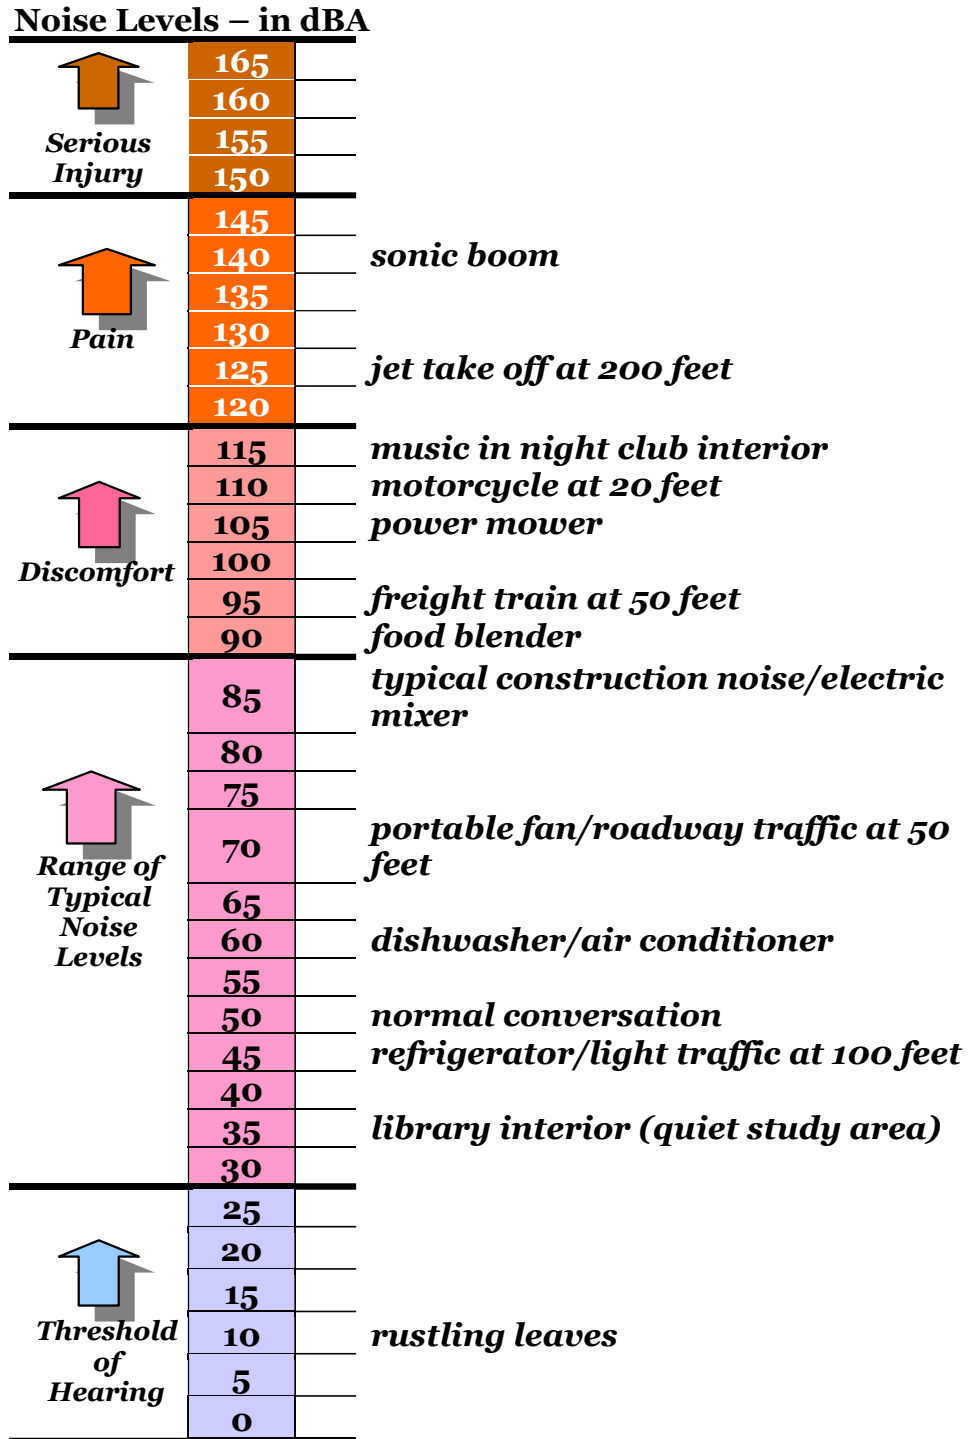 Noise Levels – in dBA
165
160
Serious
Injury
155
150
145
140 sonic boom
135
Pain
130
125 jet take off at 200 feet
120
115 music in night club interior
110 motorcycle at 20 feet
105 power mower
Discomfort
100
95 freight train at 50 feet
90 food blender
85 typical construction noise/electric
mixer
80
75
70 portable fan/roadway traffic at 50
feet
Range of
Typical
Noise
Levels
65
60 dishwasher/air conditioner
55
50 normal conversation
45 refrigerator/light traffic at 100 feet
40
35 library interior (quiet study area)
30
25
20
15
Threshold
of
Hearing
10 rustling leaves
5
0